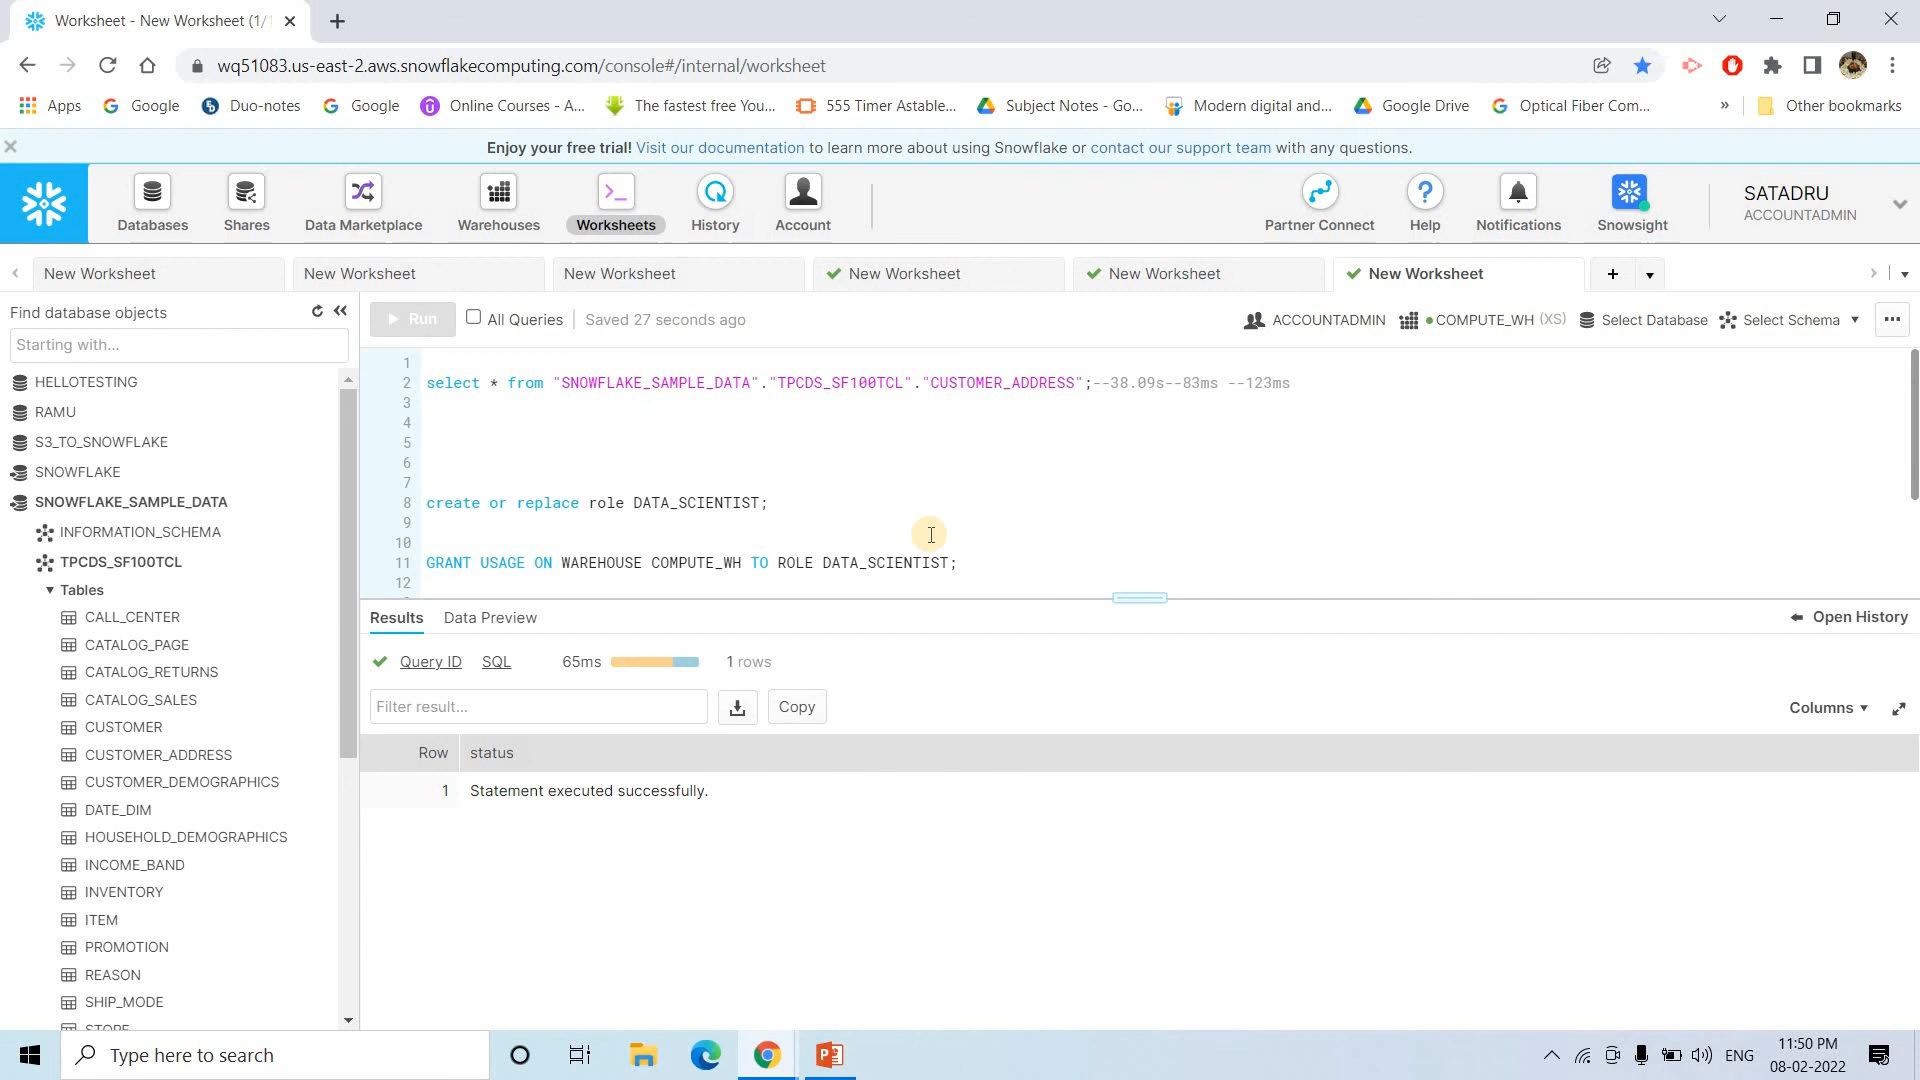 Worksheet - New Worksheet (1/1
wq51083.us-east-2.aws.snowflakecomputing.com/console#/internal/worksheet
Apps Google Duo-notes Google Online Courses - A... The fastest free You... 555 Timer Astable... Subject Notes - Go... Modern digital and... Google Drive Optical Fiber Com... » Other bookmarks
Enjoy your free trial! Visit our documentation to learn more about using Snowflake or contact our support team with any questions.
Databases Shares Data Marketplace Warehouses Worksheets History Account Partner Connect Help Notifications Snowsight
SATADRU
ACCOUNTADMIN
New Worksheet New Worksheet New Worksheet New Worksheet New Worksheet New Worksheet
Find database objects
Starting with...
HELLOTESTING
RAMU
S3_TO_SNOWFLAKE
SNOWFLAKE
SNOWFLAKE_SAMPLE_DATA
INFORMATION_SCHEMA
TPCDS_SF100TCL
Tables
CALL_CENTER
CATALOG_PAGE
CATALOG_RETURNS
CATALOG_SALES
CUSTOMER
CUSTOMER_ADDRESS
CUSTOMER_DEMOGRAPHICS
DATE_DIM
HOUSEHOLD_DEMOGRAPHICS
INCOME_BAND
INVENTORY
ITEM
PROMOTION
REASON
SHIP_MODE
STORE
Run All Queries Saved 27 seconds ago ACCOUNTADMIN COMPUTE_WH (XS) Select Database Select Schema
1
2 select * from "SNOWFLAKE_SAMPLE_DATA"."TPCDS_SF100TCL"."CUSTOMER_ADDRESS";--38.09s--83ms --123ms
3
4
5
6
7
8 create or replace role DATA_SCIENTIST;
9
10
11 GRANT USAGE ON WAREHOUSE COMPUTE_WH TO ROLE DATA_SCIENTIST;
12
Results Data Preview Open History
Query ID SQL 65ms 1 rows
Filter result... Copy Columns
Row status
1 Statement executed successfully.
Type here to search
ENG
11:50 PM
08-02-2022